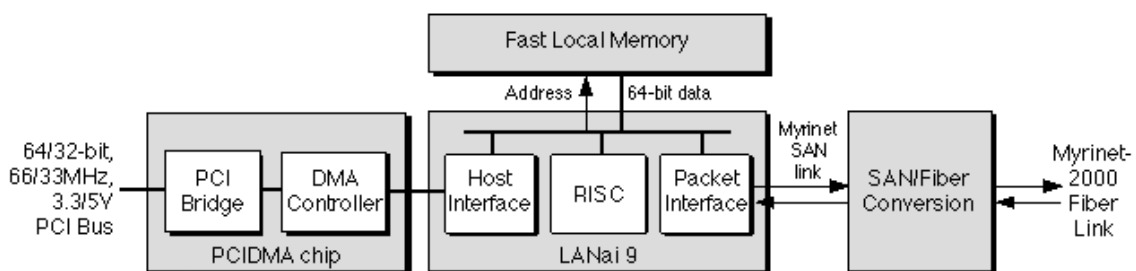 Fast Local Memory
Address
64-bit data
64/32-bit,
66/33MHz,
3.3/5V
PCI Bus
PCI
Bridge
DMA
Controller
PCIDMA chip
Host
Interface
RISC
Packet
Interface
LANai 9
Myrinet
SAN
link
SAN/Fiber
Conversion
Myrinet-
2000
Fiber
Link